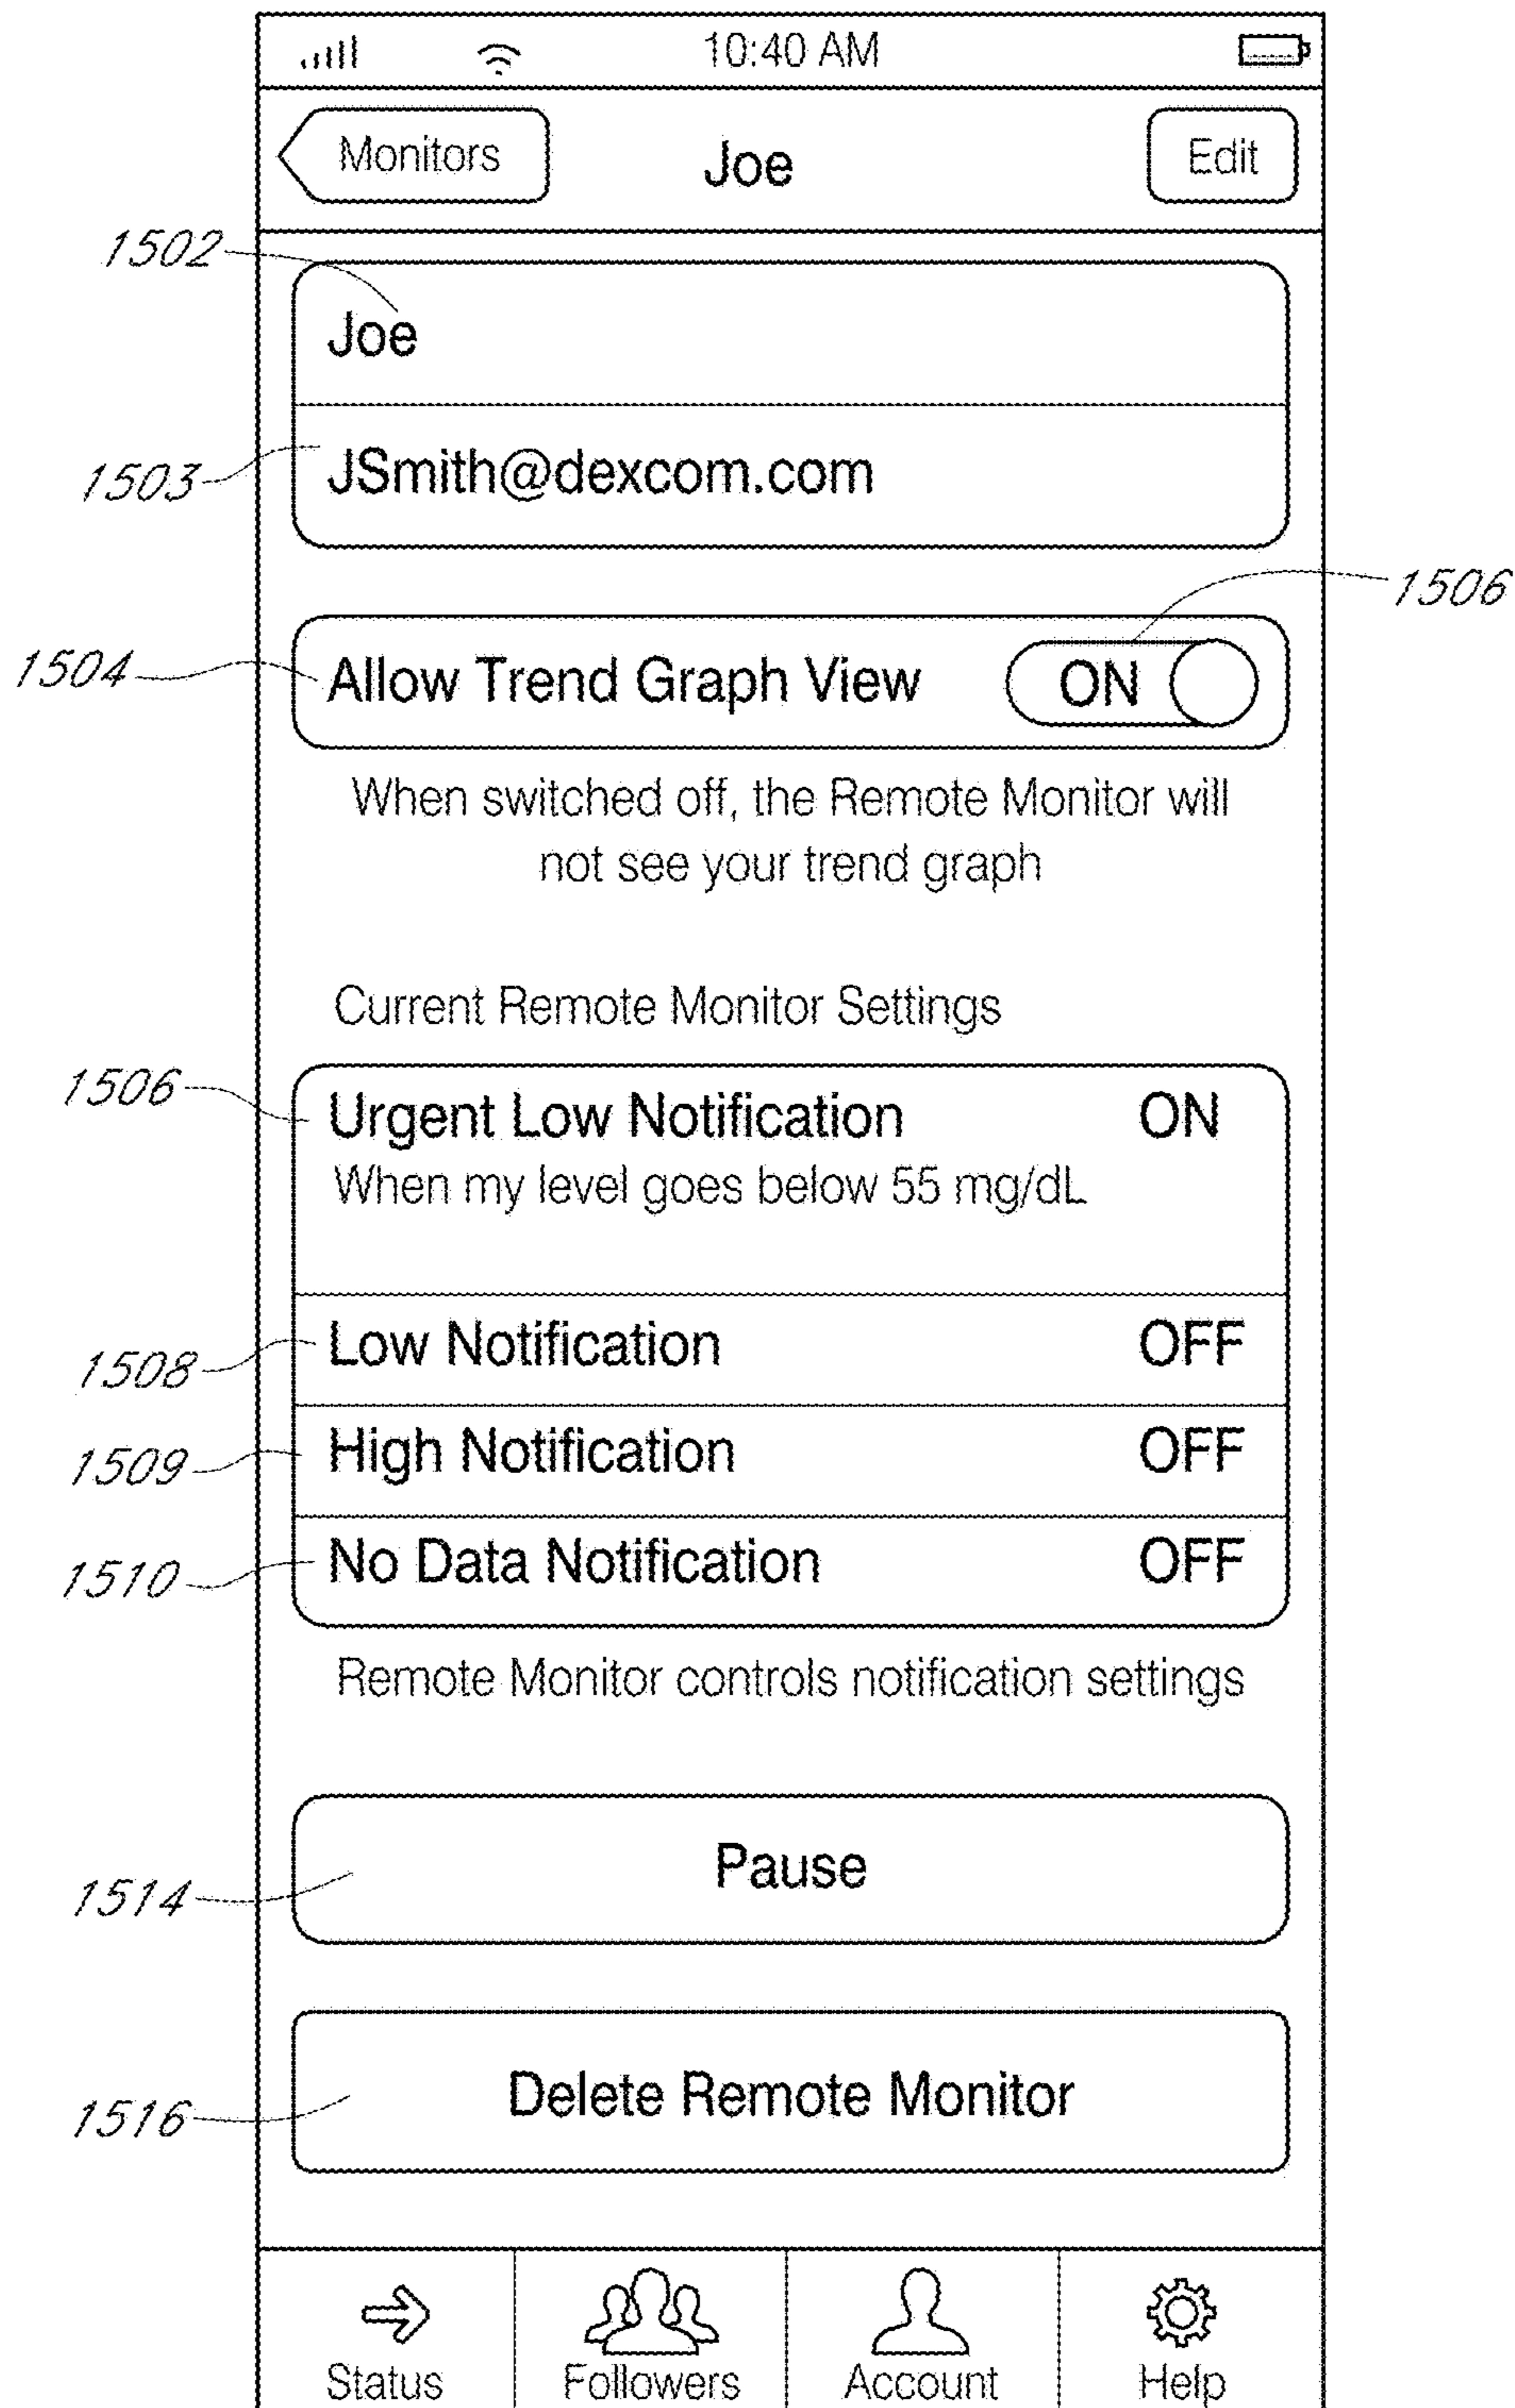 10:40 AM
Monitors
Joe
Edit
1502
Joe
1503
JSmith@dexcom.com
1506
1504
Allow Trend Graph View
ON
When switched off, the Remote Monitor will
not see your trend graph
Current Remote Monitor Settings
1506
Urgent Low Notification
ON
When my level goes below 55 mg/dL
1508
Low Notification
OFF
1509
High Notification
OFF
1510
No Data Notification
OFF
Remote Monitor controls notification settings
1514
Pause
1516
Delete Remote Monitor
Status
Followers
Account
Help